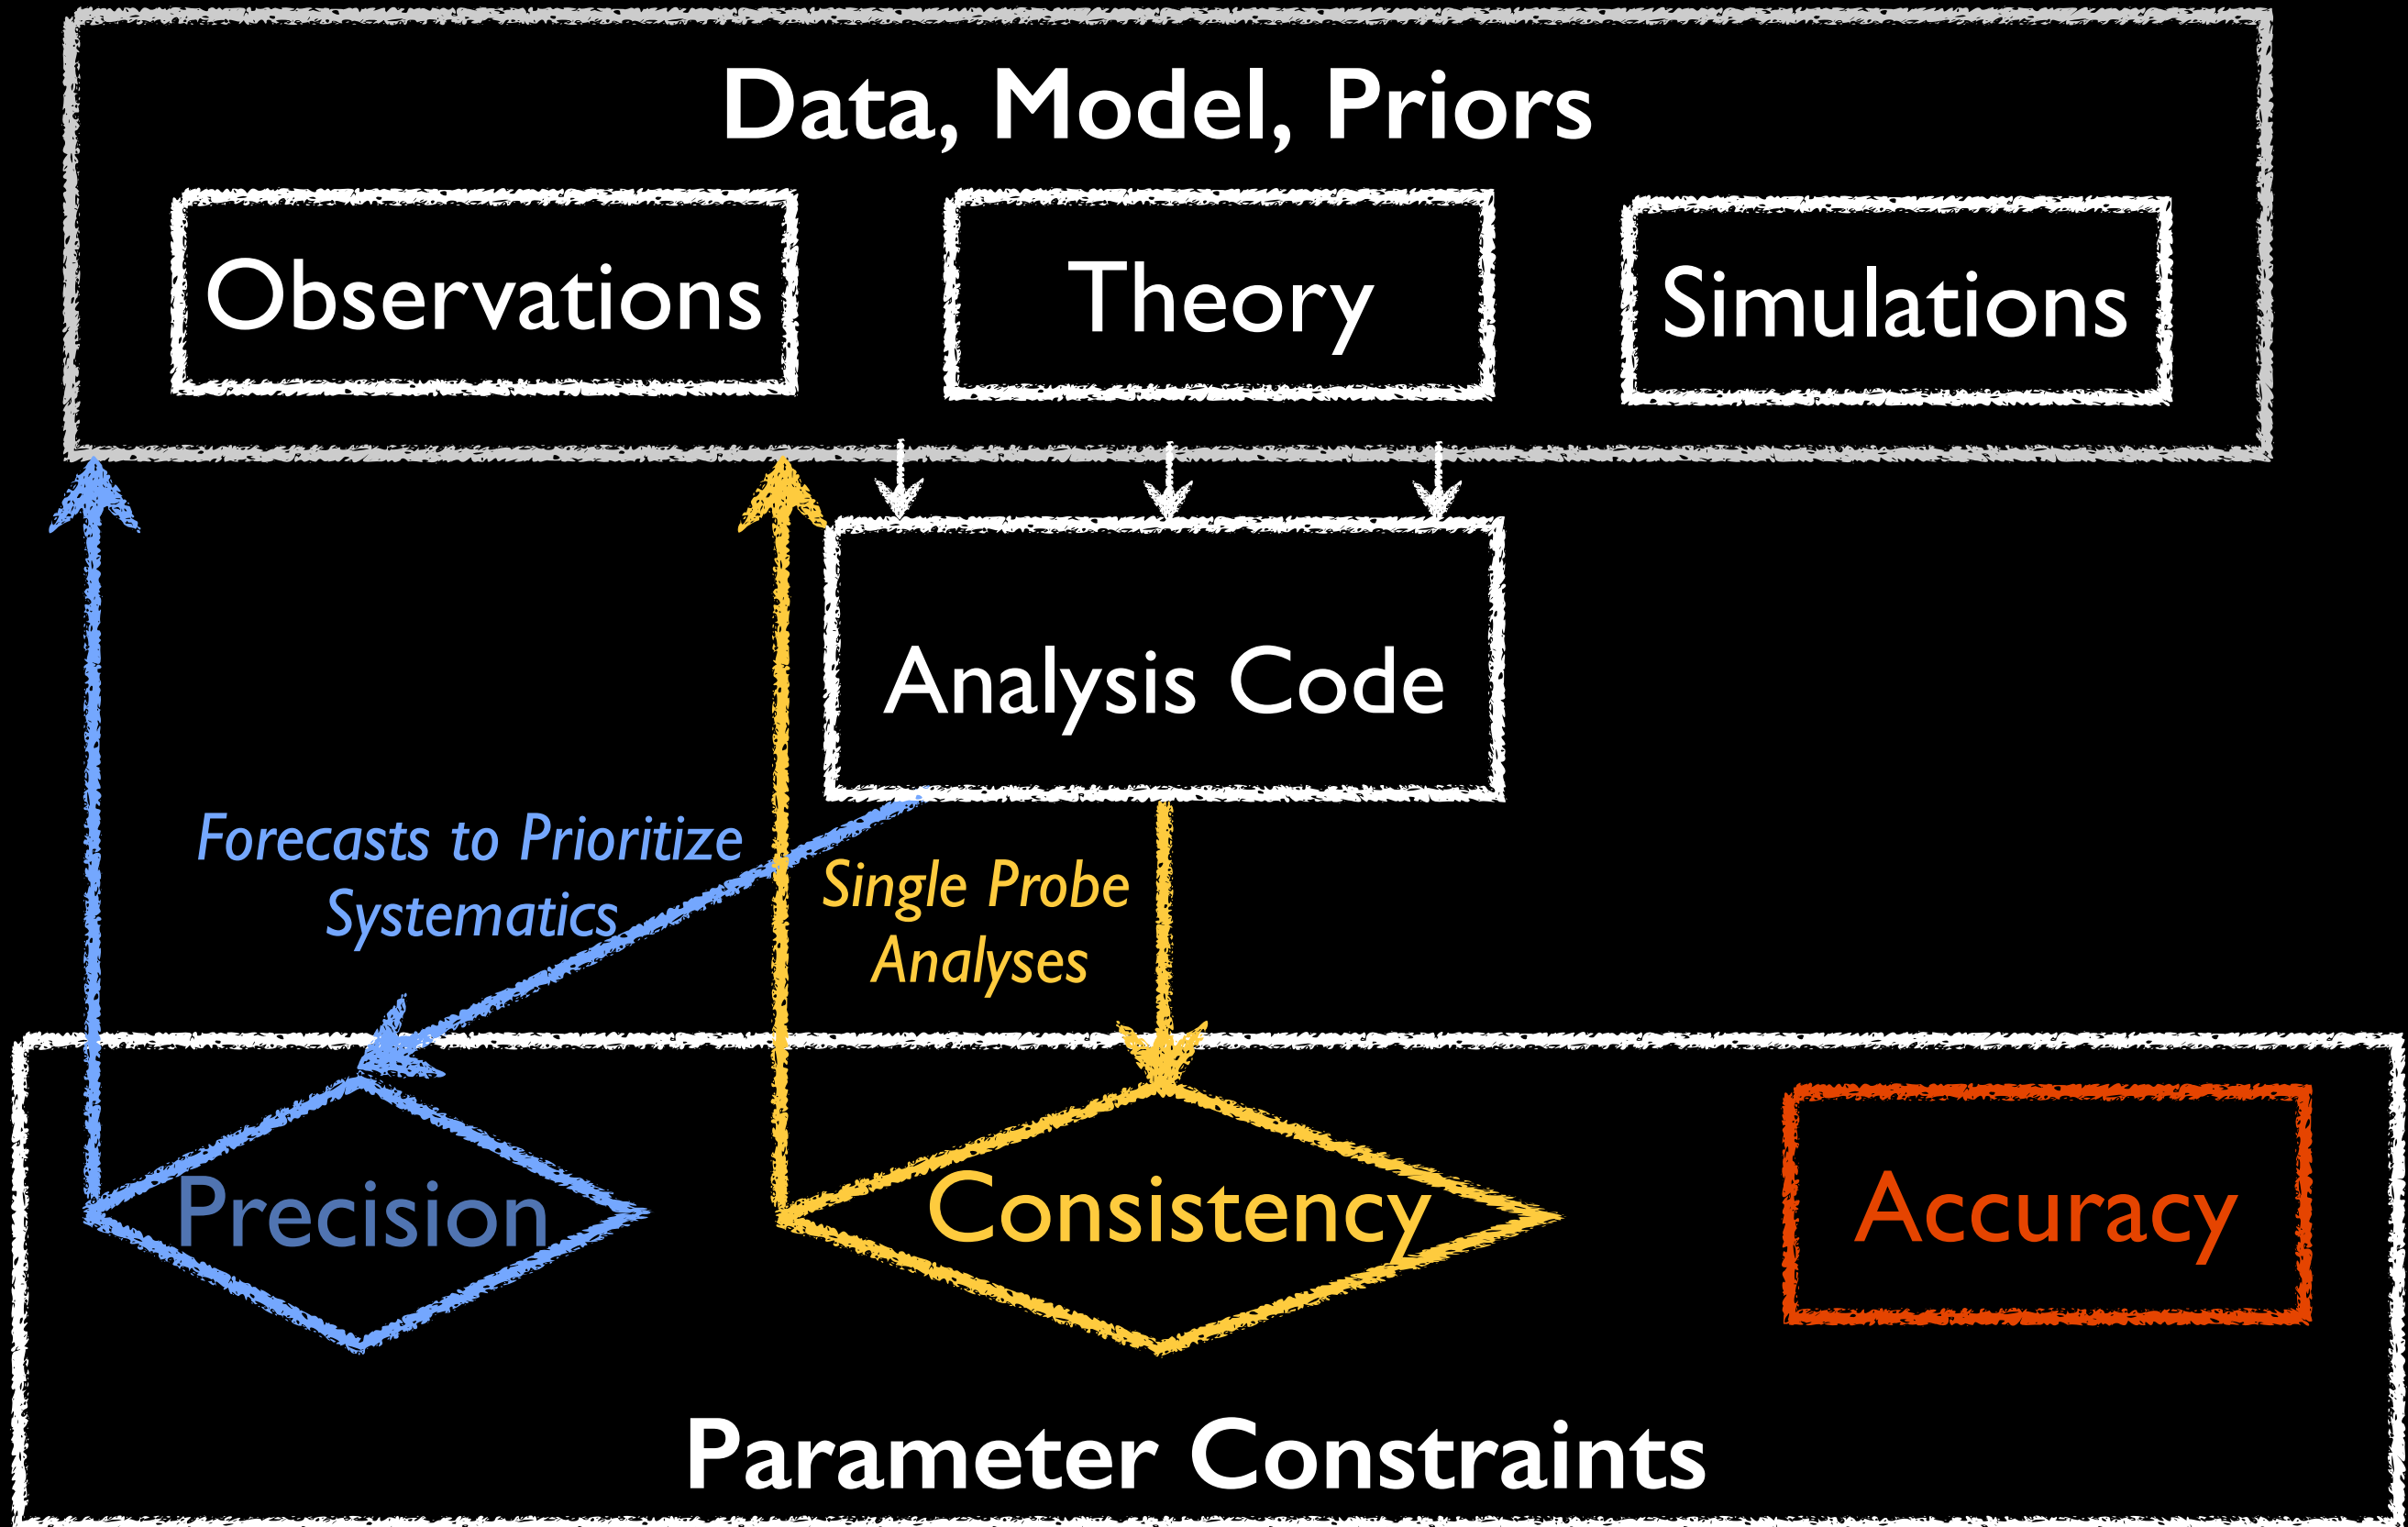 Data, Model, Priors
Observations
Theory
Simulations
Analysis Code
Forecasts to Prioritize
Systematics
Single Probe
Analyses
Precision
Consistency
Accuracy
Parameter Constraints